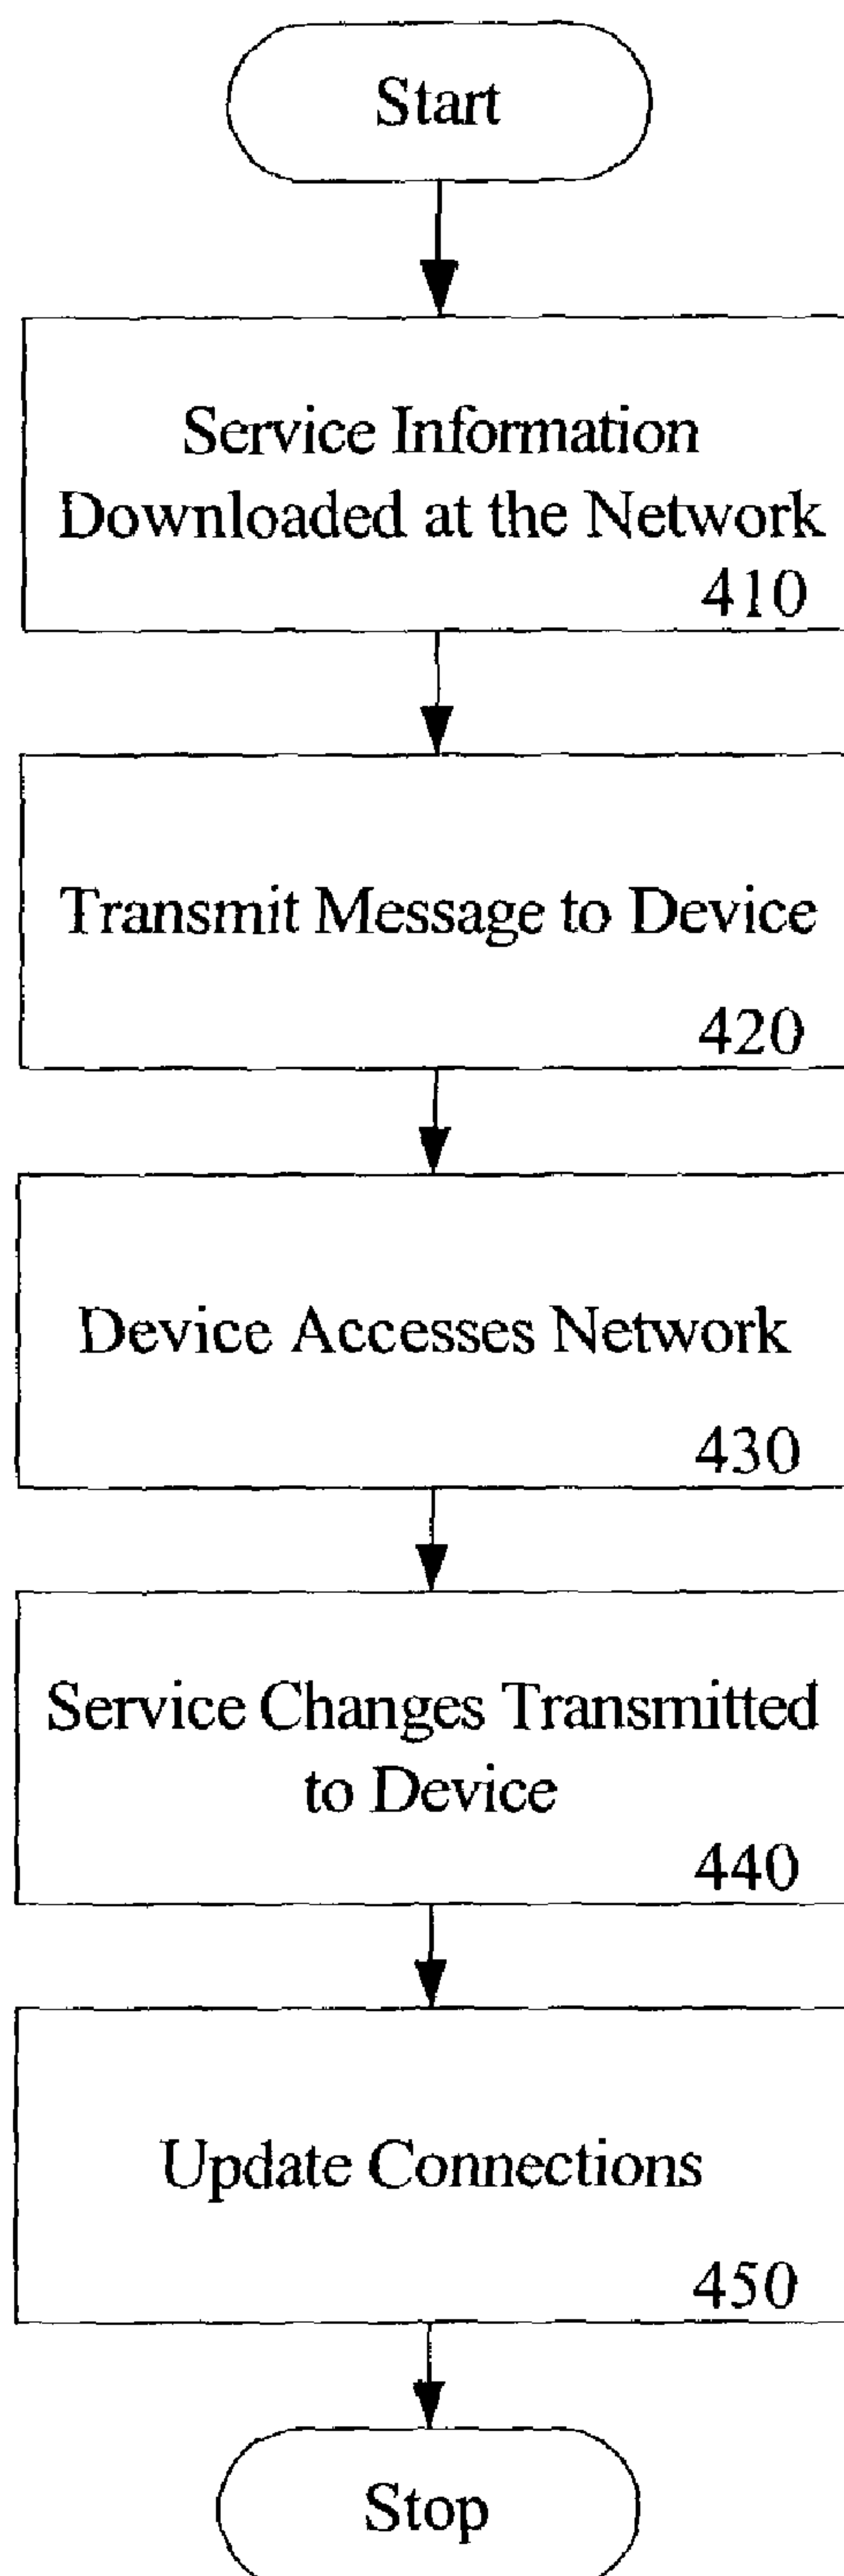 Start
Service Information
Downloaded at the Network
410
Transmit Message to Device
420
Device Accesses Network
430
Service Changes Transmitted
to Device
440
Update Connections
450
Stop